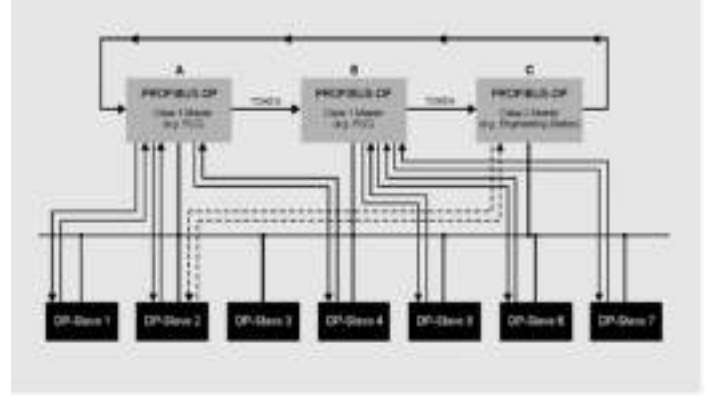 A
B
C
PROFIBUS-DP
Class 1 Master
(e.g. PLC)
TOKEN
PROFIBUS-DP
Class 1 Master
(e.g. PLC)
TOKEN
PROFIBUS-DP
Class 2 Master
(e.g. Engineering Station)
DP-Slave 1
DP-Slave 2
DP-Slave 3
DP-Slave 4
DP-Slave 5
DP-Slave 6
DP-Slave 7